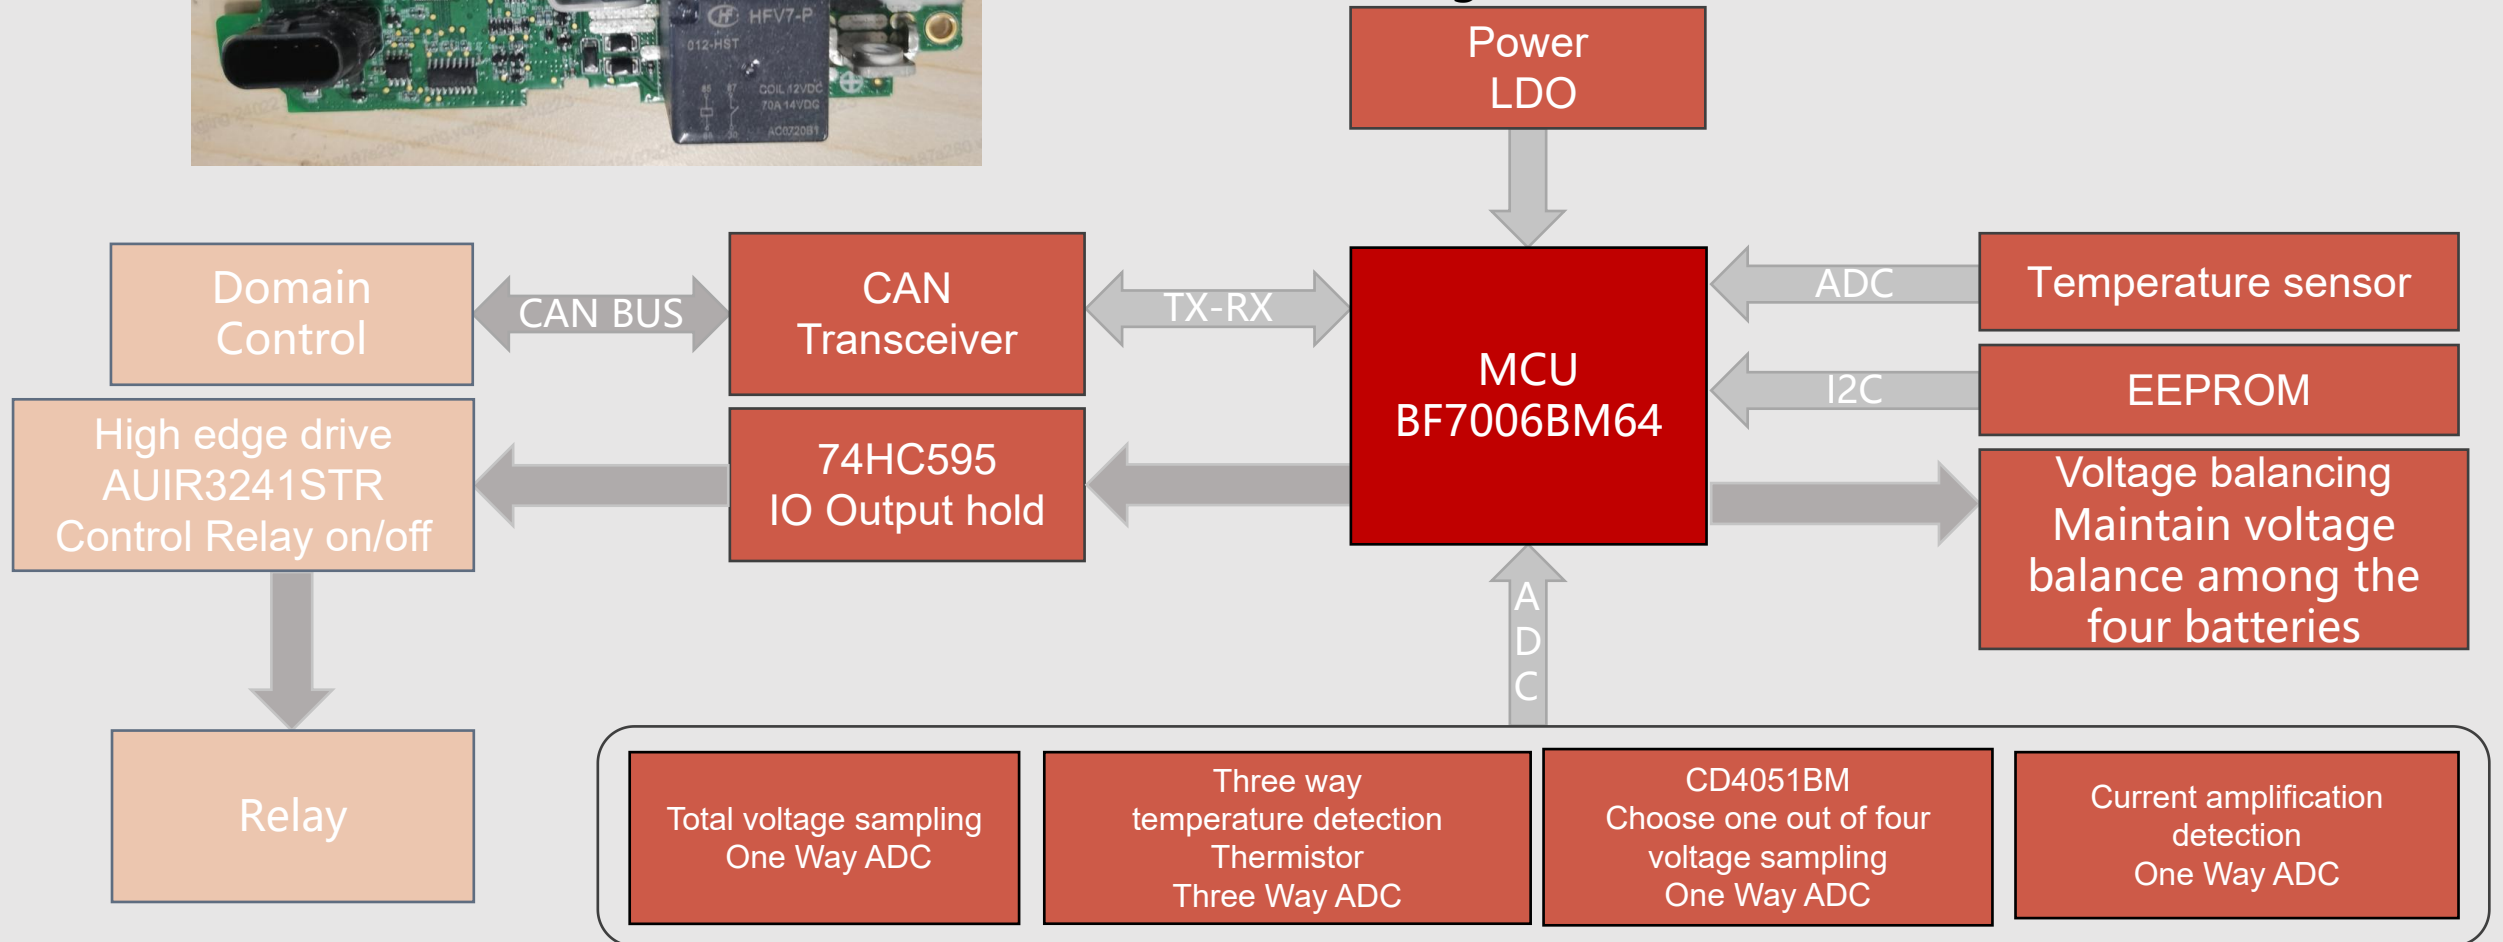 HFV7-P
012-HST
COIL 12VDC
70A 14VDC
Power
LDO
Domain
Control
CAN BUS
CAN
Transceiver
TX-RX
MCU
BF7006BM64
ADC
Temperature sensor
I2C
EEPROM
High edge drive
AUIR3241STR
Control Relay on/off
74HC595
IO Output hold
Voltage balancing
Maintain voltage
balance among the
four batteries
A
D
C
Relay
Total voltage sampling
One Way ADC
Three way
temperature detection
Thermistor
Three Way ADC
CD4051BM
Choose one out of four
voltage sampling
One Way ADC
Current amplification
detection
One Way ADC